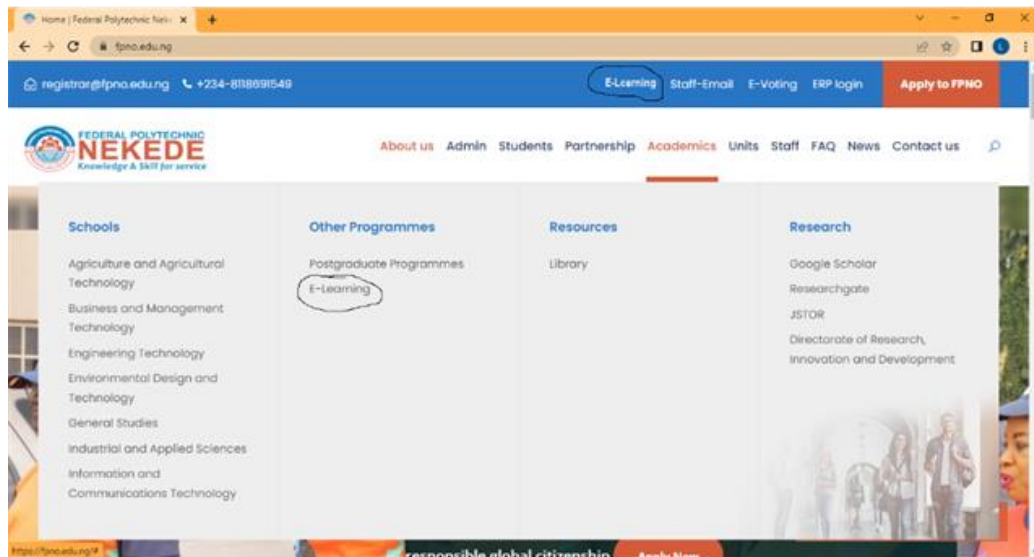 Home | Federal Polytechnic Neke
fpno.edu.ng
registrar@fpno.edu.ng +234-8118691549 E-Learning Staff-Email E-Voting ERP login Apply to FPNO
FEDERAL POLYTECHNIC
NEKEDE
Knowledge & Skill for service
About us Admin Students Partnership Academics Units Staff FAQ News Contact us
Schools
Agriculture and Agricultural
Technology
Business and Management
Technology
Engineering Technology
Environmental Design and
Technology
General Studies
Industrial and Applied Sciences
Information and
Communications Technology
Other Programmes
Postgraduate Programmes
E-Learning
Resources
Library
Research
Google Scholar
Researchgate
JSTOR
Directorate of Research,
Innovation and Development
https://fpno.edu.ng/#
responsible global citizenship Apply Now
L